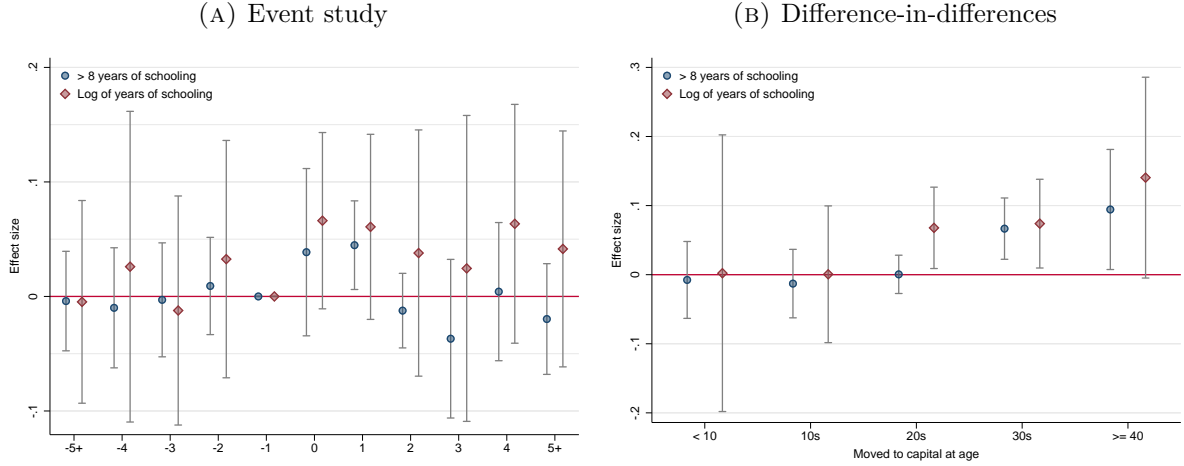 (A) Event study
> 8 years of schooling
Log of years of schooling
Effect size
.2
.1
0
-.1
-5+ -4 -3 -2 -1 0 1 2 3 4 5+
(B) Difference-in-differences
> 8 years of schooling
Log of years of schooling
Effect size
.3
.2
.1
0
-.1
-.2
< 10 10s 20s 30s >= 40
Moved to capital at age